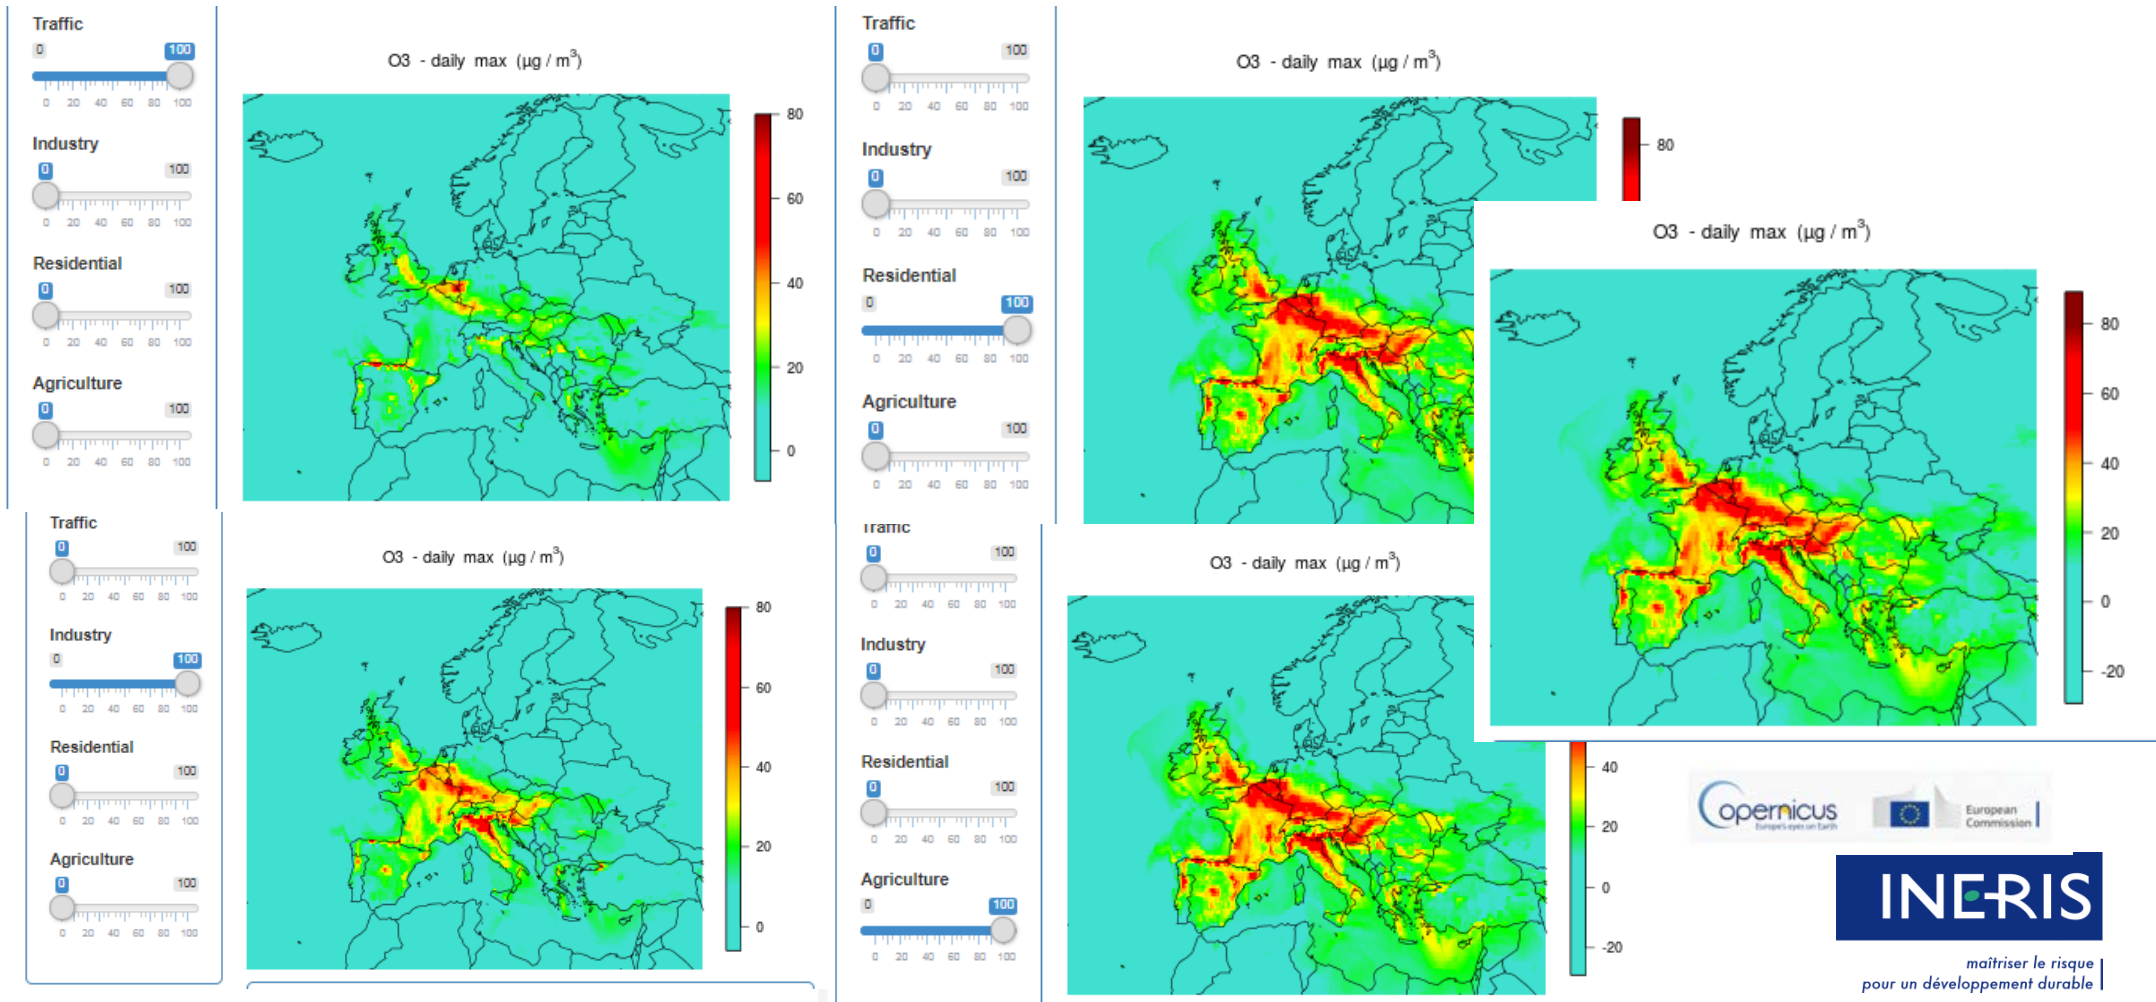 Traffic
0 100
0 20 40 60 80 100
Industry
0 100
0 20 40 60 80 100
Residential
0 100
0 20 40 60 80 100
Agriculture
0 100
0 20 40 60 80 100
O3 - daily max (µg / m³)
80
60
40
20
0
Traffic
0 100
0 20 40 60 80 100
Industry
0 100
0 20 40 60 80 100
Residential
0 100
0 20 40 60 80 100
Agriculture
0 100
0 20 40 60 80 100
O3 - daily max (µg / m³)
80
O3 - daily max (µg / m³)
80
60
40
20
0
-20
Traffic
0 100
0 20 40 60 80 100
Industry
0 100
0 20 40 60 80 100
Residential
0 100
0 20 40 60 80 100
Agriculture
0 100
0 20 40 60 80 100
O3 - daily max (µg / m³)
80
60
40
20
0
Traffic
0 100
0 20 40 60 80 100
Industry
0 100
0 20 40 60 80 100
Residential
0 100
0 20 40 60 80 100
Agriculture
0 100
0 20 40 60 80 100
O3 - daily max (µg / m³)
40
20
0
-20
Copernicus
Europe's eyes on Earth
European
Commission
INERIS
maîtriser le risque
pour un développement durable